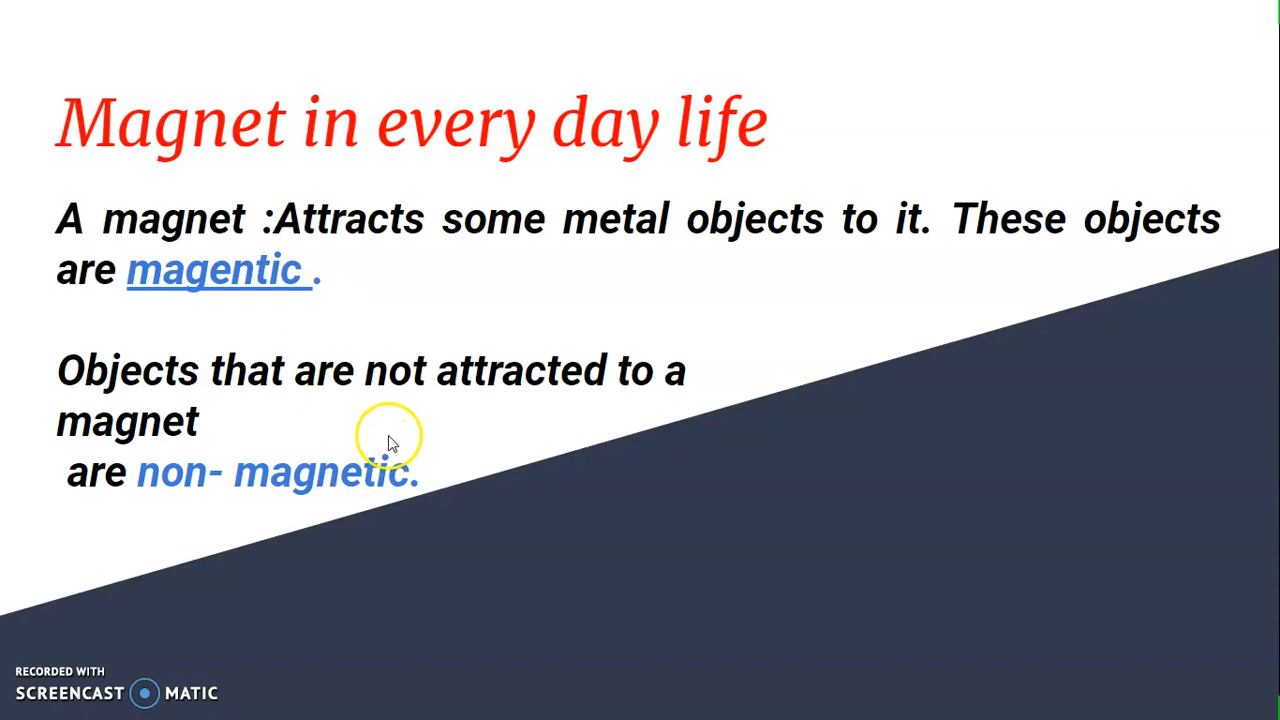 Magnet in every day life
A magnet :Attracts some metal objects to it. These objects
are magentic .
Objects that are not attracted to a
magnet
are non- magnetic.
RECORDED WITH
SCREENCAST MATIC